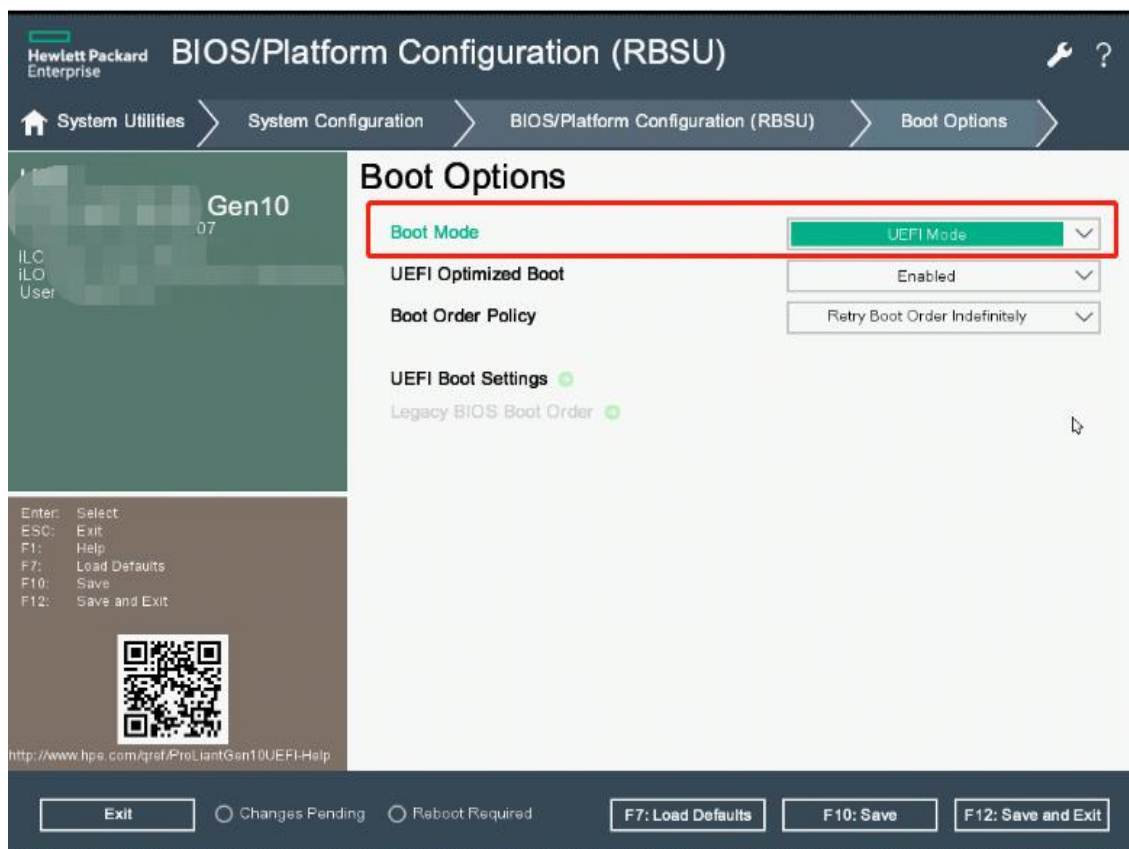 Hewlett Packard
Enterprise
BIOS/Platform Configuration (RBSU)
?
System Utilities
System Configuration
BIOS/Platform Configuration (RBSU)
Boot Options
Gen10
07
iLO
User
Boot Options
Boot Mode
UEFI Mode
UEFI Optimized Boot
Enabled
Boot Order Policy
Retry Boot Order Indefinitely
UEFI Boot Settings
Legacy BIOS Boot Order
Enter: Select
ESC: Exit
F1: Help
F7: Load Defaults
F10: Save
F12: Save and Exit
http://www.hpe.com/qref/ProLiantGen10UEFI-Help
Exit
Changes Pending
Reboot Required
F7: Load Defaults
F10: Save
F12: Save and Exit